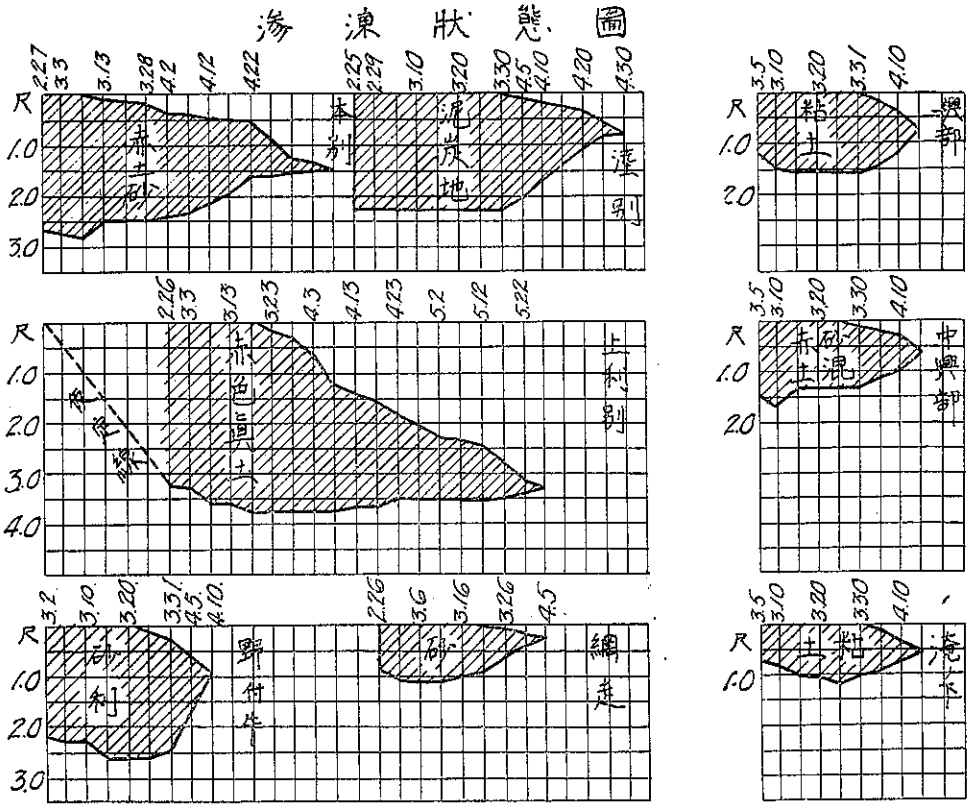 滲凍狀態圖
2.27 3.3 3.13 3.28 4.2 4.12 4.22
尺 1.0 2.0 3.0
赤土砂
本別
2.25 2.29 3.10 3.20 3.30 4.5 4.10 4.20 4.30
泥炭地
陸別
3.5 3.10 3.20 3.31 4.10
尺 1.0 2.0
粘土
興部
2.26 3.3 3.13 3.23 4.3 4.13 4.23 5.2 5.12 5.22
尺 1.0 2.0 3.0 4.0
推定線
赤色眞土
上利別
3.5 3.10 3.20 3.30 4.10
尺 1.0 2.0
砂混
赤土
中興部
3.2 3.10. 3.20. 3.31. 4.5. 4.10.
尺 1.0 2.0 3.0
砂利
野付牛
2.26 3.6 3.16 3.26 4.5
砂
網走
3.5 3.10 3.20 3.30 4.10
尺 1.0
土粘